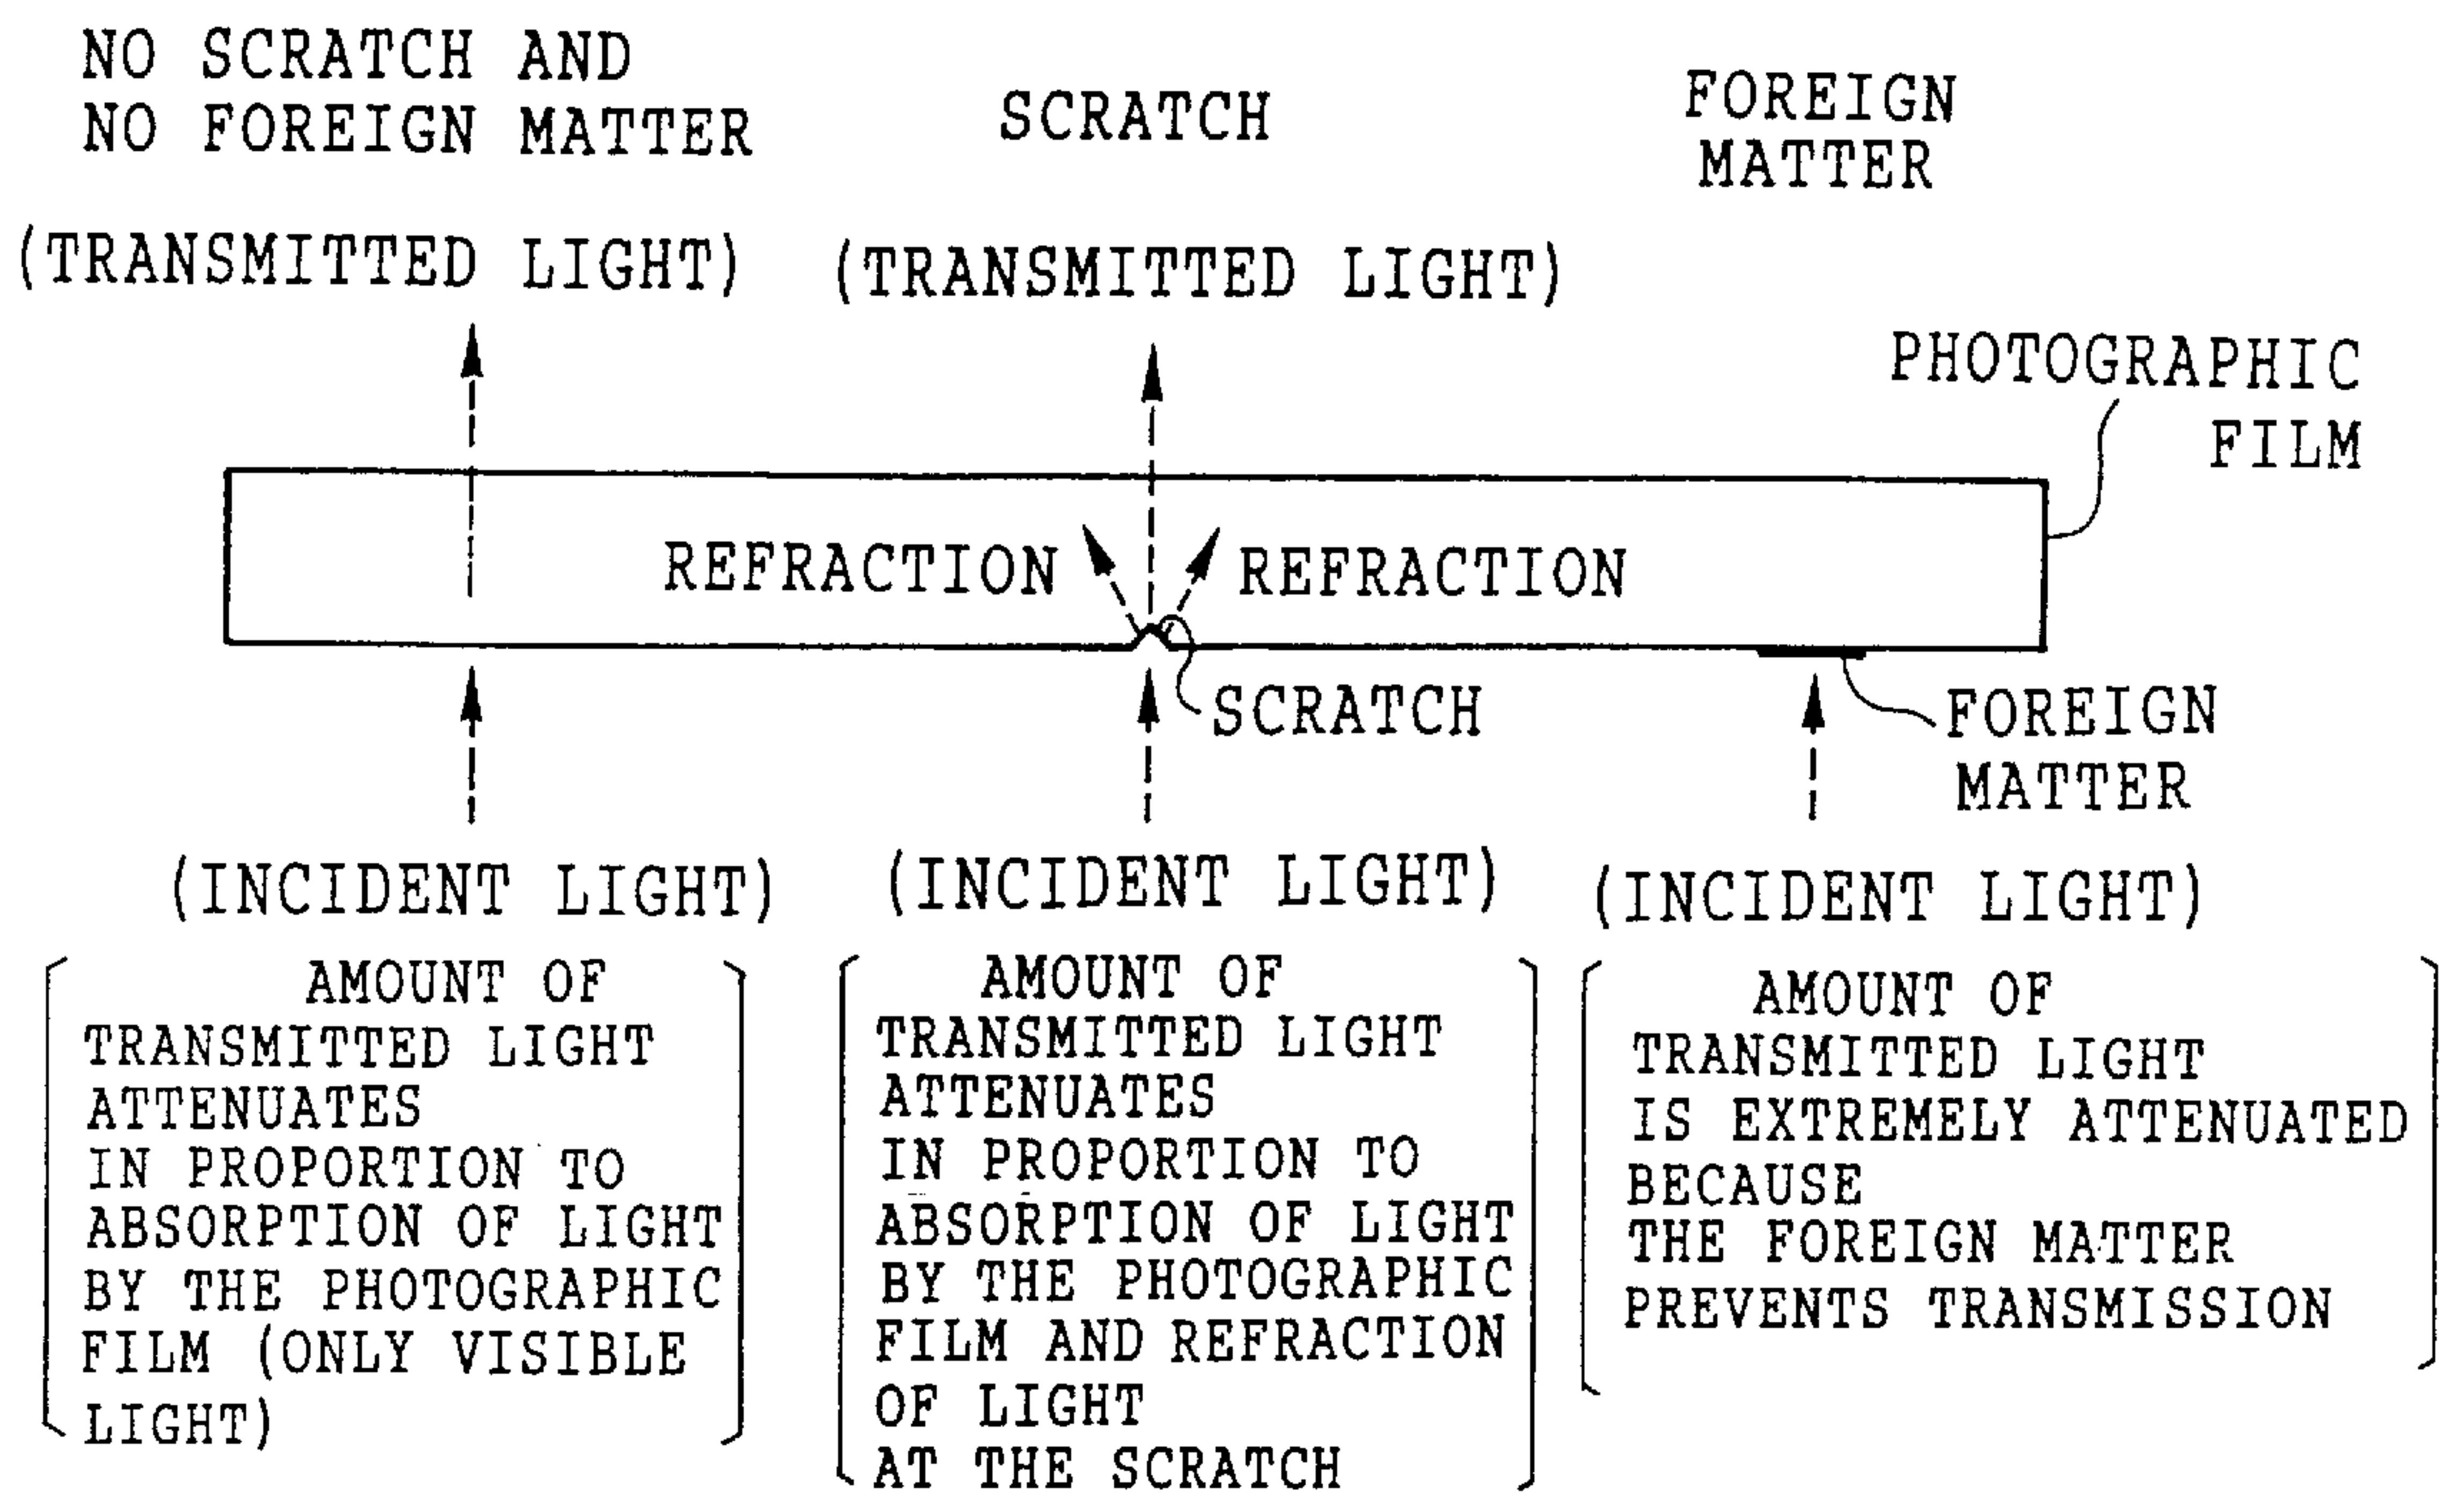 NO SCRATCH AND
NO FOREIGN MATTER
SCRATCH
FOREIGN
MATTER
(TRANSMITTED LIGHT)
(TRANSMITTED LIGHT)
PHOTOGRAPHIC
FILM
REFRACTION
REFRACTION
SCRATCH
FOREIGN
MATTER
(INCIDENT LIGHT)
(INCIDENT LIGHT)
(INCIDENT LIGHT)
AMOUNT OF
TRANSMITTED LIGHT
ATTENUATES
IN PROPORTION TO
ABSORPTION OF LIGHT
BY THE PHOTOGRAPHIC
FILM (ONLY VISIBLE
LIGHT)
AMOUNT OF
TRANSMITTED LIGHT
ATTENUATES
IN PROPORTION TO
ABSORPTION OF LIGHT
BY THE PHOTOGRAPHIC
FILM AND REFRACTION
OF LIGHT
AT THE SCRATCH
AMOUNT OF
TRANSMITTED LIGHT
IS EXTREMELY ATTENUATED
BECAUSE
THE FOREIGN MATTER
PREVENTS TRANSMISSION